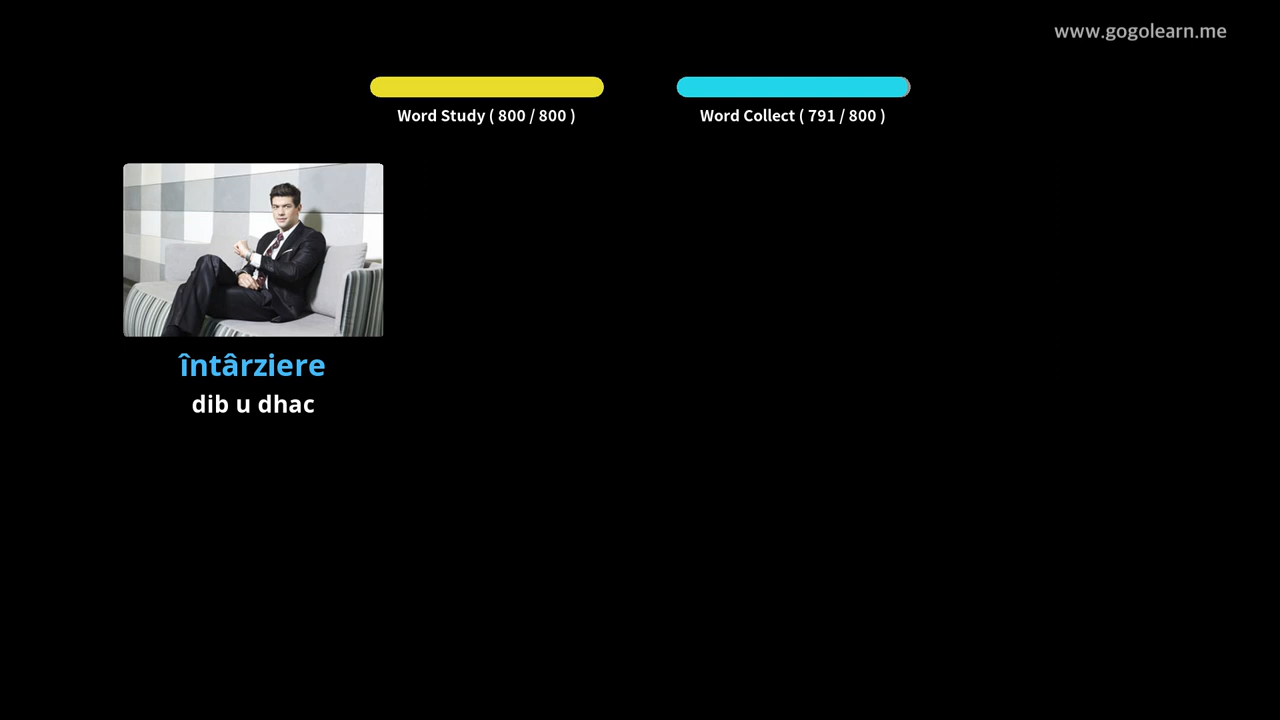 www.gogolearn.me
Word Study ( 800 / 800 )
Word Collect ( 791 / 800 )
întârziere
dib u dhac